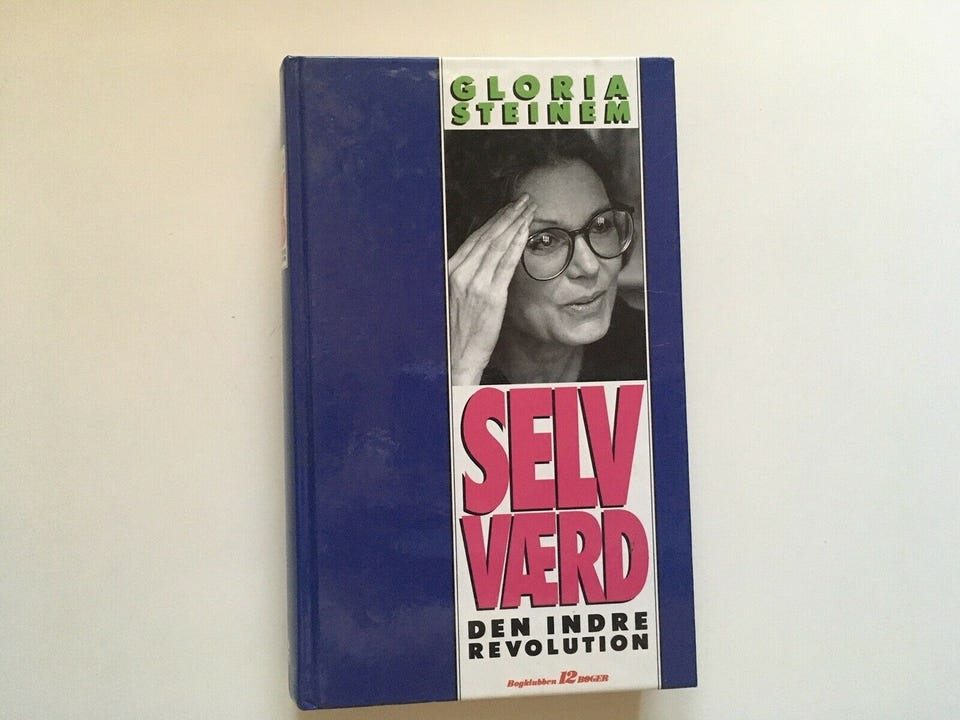 GLORIA
STEINEM
SELV
VÆRD
DEN INDRE
REVOLUTION
Bogklubben 12 BØGER